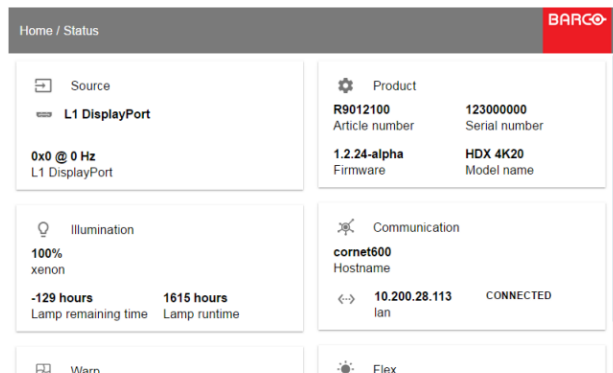 Home / Status
BARCO
Source
L1 DisplayPort
0x0 @ 0 Hz
L1 DisplayPort
Product
R9012100 123000000
Article number Serial number
1.2.24-alpha HDX 4K20
Firmware Model name
Illumination
100%
xenon
-129 hours 1615 hours
Lamp remaining time Lamp runtime
Communication
cornet600
Hostname
10.200.28.113 CONNECTED
lan
Warp
Flex